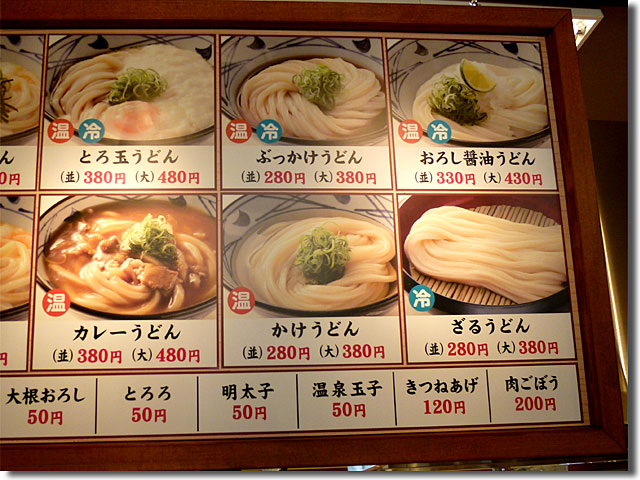 温 冷
とろ玉うどん
(並) 380円 (大) 480円
温 冷
ぶっかけうどん
(並) 280円 (大) 380円
温 冷
おろし醤油うどん
(並) 330円 (大) 430円
温
カレーうどん
(並) 380円 (大) 480円
温
かけうどん
(並) 280円 (大) 380円
冷
ざるうどん
(並) 280円 (大) 380円
大根おろし
50円
とろろ
50円
明太子
50円
温泉玉子
50円
きつねあげ
120円
肉ごぼう
200円